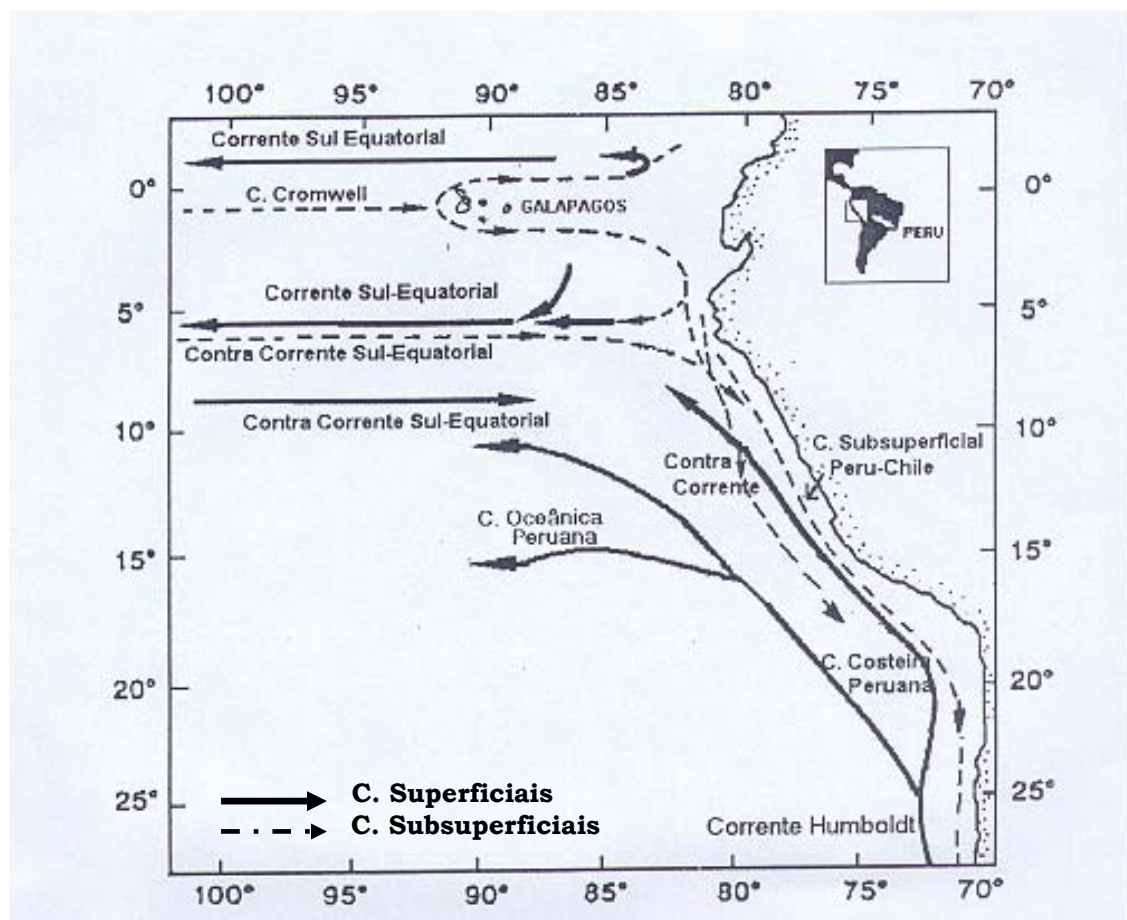 100° 95° 90° 85° 80° 75° 70°
Corrente Sul Equatorial
0° 0°
C. Cromwell
GALAPAGOS
PERU
Corrente Sul-Equatorial
5° 5°
Contra Corrente Sul-Equatorial
Contra Corrente Sul-Equatorial
10° 10°
C. Subsuperficial
Peru-Chile
Contra
Corrente
C. Oceânica
Peruana
15° 15°
C. Costeira
Peruana
20° 20°
25° 25°
C. Superficiais
C. Subsuperficiais
Corrente Humboldt
100° 95° 90° 85° 80° 75° 70°